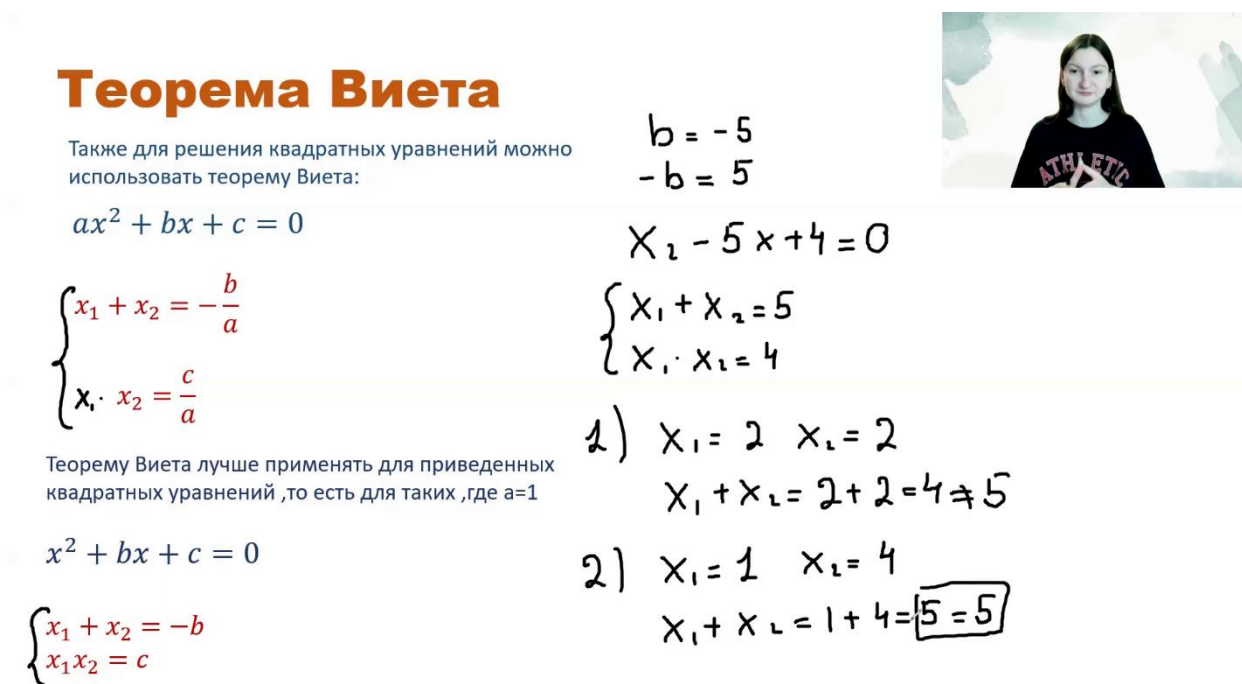 Теорема Виета
Также для решения квадратных уравнений можно
использовать теорему Виета:
ax² + bx + c = 0
x₁ + x₂ = -b/a
x₁ · x₂ = c/a
Теорему Виета лучше применять для приведенных
квадратных уравнений ,то есть для таких ,где a=1
x² + bx + c = 0
x₁ + x₂ = −b
x₁x₂ = c
b = - 5
- b = 5
X₂ - 5 x + 4 = 0
X₁ + X₂ = 5
X₁ · X₂ = 4
1) X₁ = 2 X₂ = 2
X₁ + X₂ = 2 + 2 = 4 ≠ 5
2) X₁ = 1 X₂ = 4
X₁ + X₂ = 1 + 4 = 5 = 5
ATHLETIC